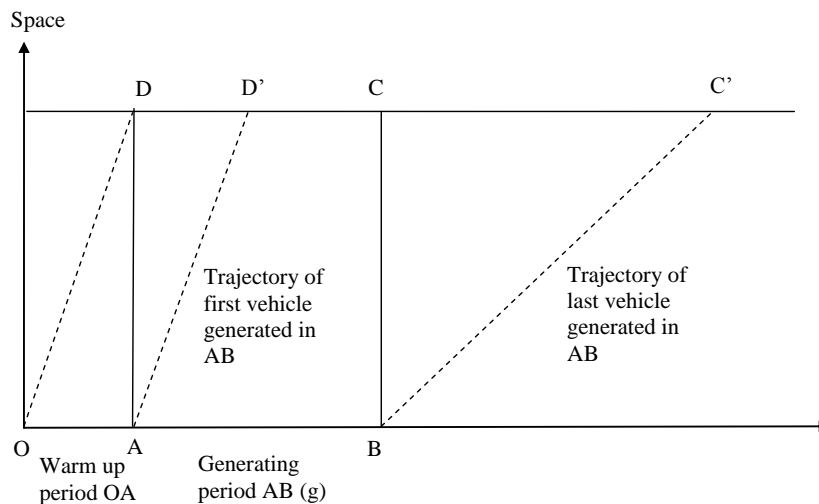 Space
D
D’
C
C’
Trajectory of
first vehicle
generated in
AB
Trajectory of
last vehicle
generated in
AB
O
A
B
Warm up
period OA
Generating
period AB (g)